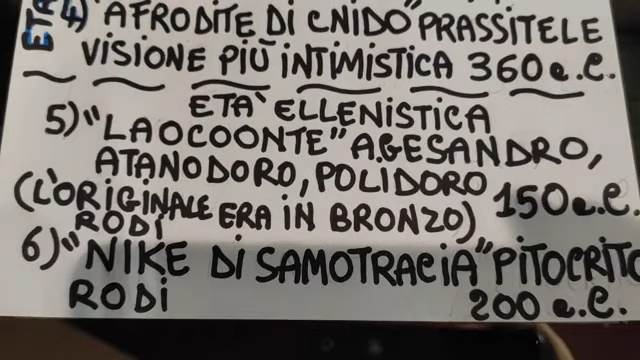 ETA
4) "AFRODITE DI CNIDO" PRASSITELE
VISIONE PIÙ INTIMISTICA 360 a.C.
ETÀ ELLENISTICA
5) "LAOCOONTE" AGESANDRO,
ATANODORO, POLIDORO
(L'ORIGINALE ERA IN BRONZO) 150 a.C.
RODI
6) "NIKE DI SAMOTRACIA" PITOCRITO
RODI 200 a.C.